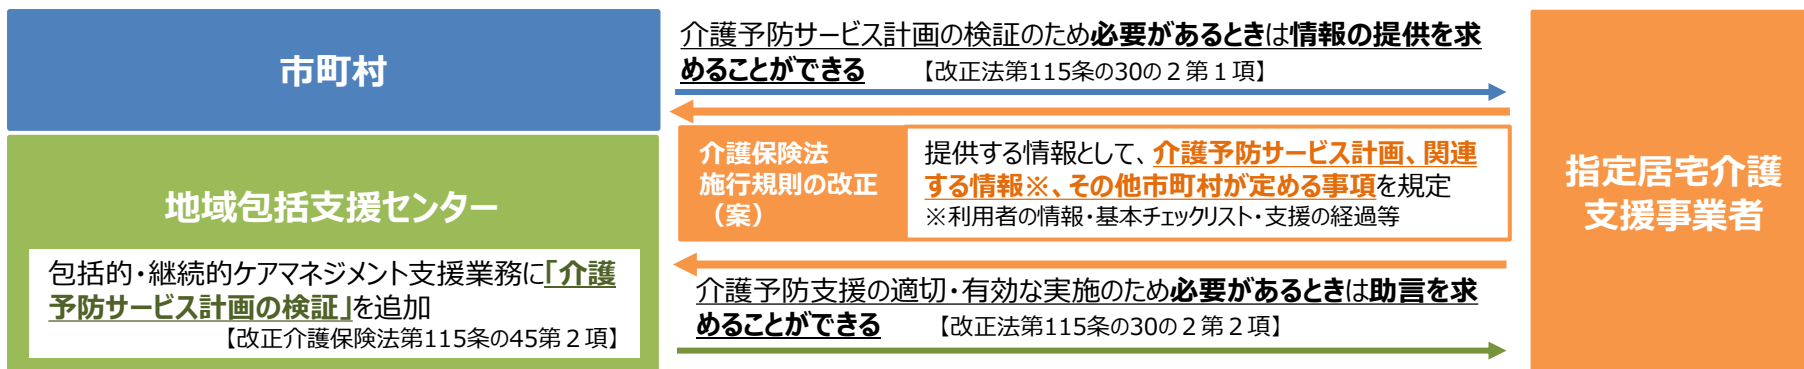 市町村
地域包括支援センター
包括的・継続的ケアマネジメント支援業務に「介護
予防サービス計画の検証」を追加
【改正介護保険法第115条の45第２項】
介護予防サービス計画の検証のため必要があるときは情報の提供を求
めることができる　【改正法第115条の30の２第１項】
介護保険法
施行規則の改正
（案）
提供する情報として、介護予防サービス計画、関連
する情報※、その他市町村が定める事項を規定
※利用者の情報・基本チェックリスト・支援の経過等
介護予防支援の適切・有効な実施のため必要があるときは助言を求
めることができる　【改正法第115条の30の２第２項】
指定居宅介護
支援事業者